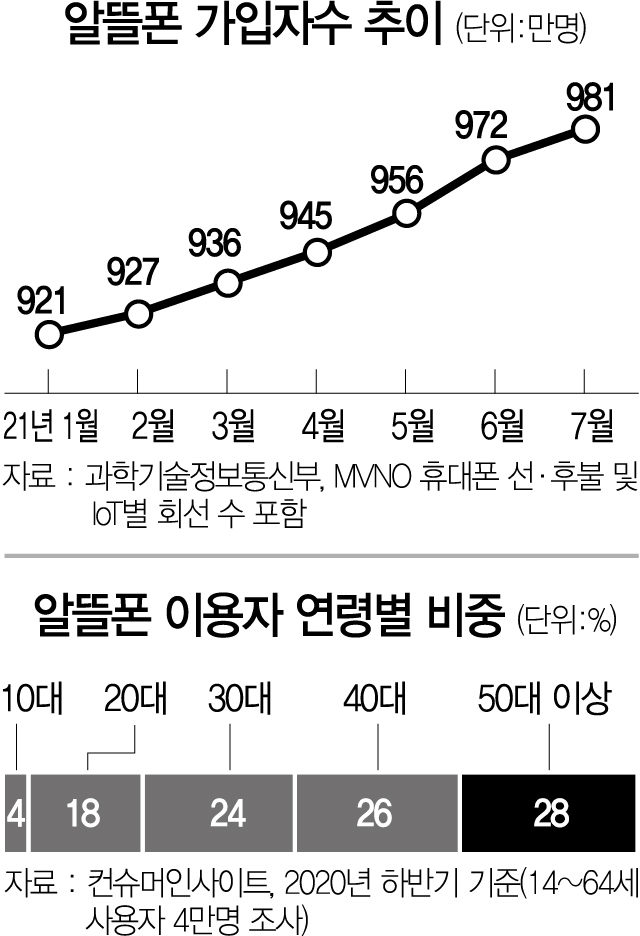 알뜰폰 가입자수 추이 (단위:만명)
921 927 936 945 956 972 981
21년 1월 2월 3월 4월 5월 6월 7월
자료 : 과학기술정보통신부, MVNO 휴대폰 선·후불 및
IoT별 회선 수 포함
알뜰폰 이용자 연령별 비중 (단위:%)
10대 20대 30대 40대 50대 이상
4 18 24 26 28
자료 : 컨슈머인사이트, 2020년 하반기 기준(14~64세
사용자 4만명 조사)